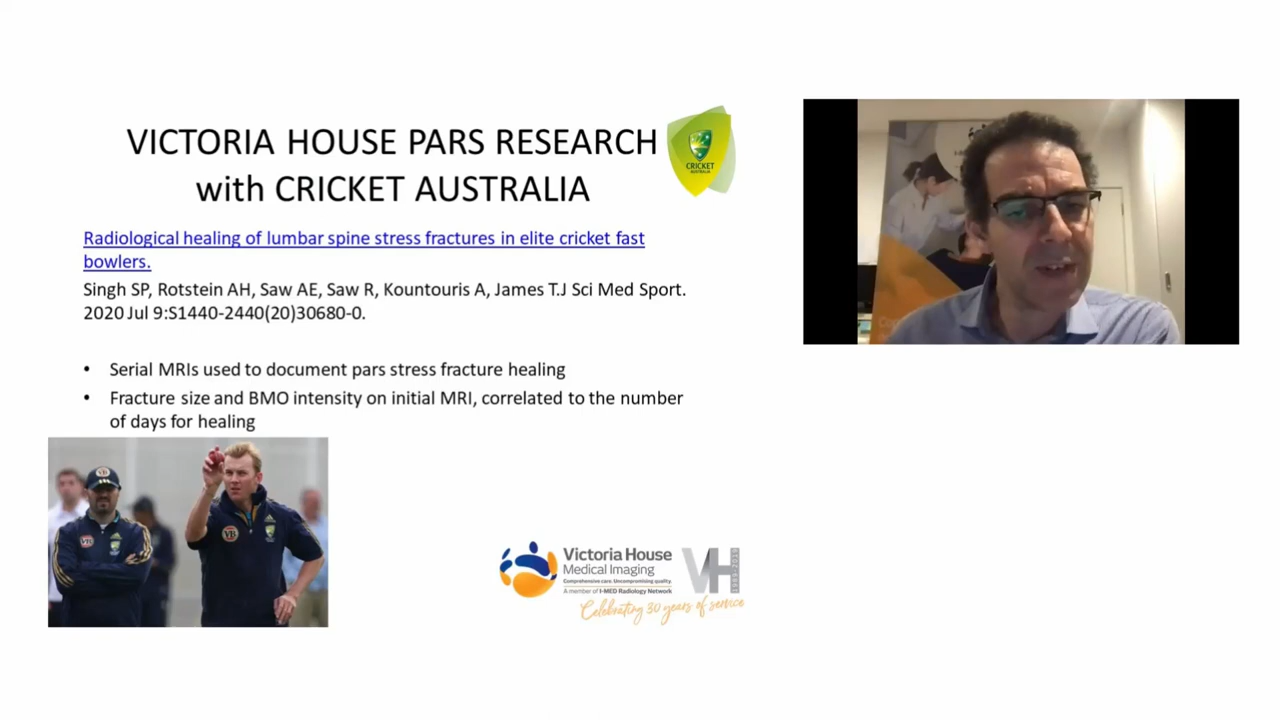 VICTORIA HOUSE PARS RESEARCH
with CRICKET AUSTRALIA
CRICKET
AUSTRALIA
Radiological healing of lumbar spine stress fractures in elite cricket fast
bowlers.
Singh SP, Rotstein AH, Saw AE, Saw R, Kountouris A, James T.J Sci Med Sport.
2020 Jul 9:S1440-2440(20)30680-0.
• Serial MRIs used to document pars stress fracture healing
• Fracture size and BMO intensity on initial MRI, correlated to the number
of days for healing
VB
VB
Victoria House
Medical Imaging
Comprehensive care. Uncompromising quality.
A member of I-MED Radiology Network
VH
1989-2019
Celebrating 30 years of service